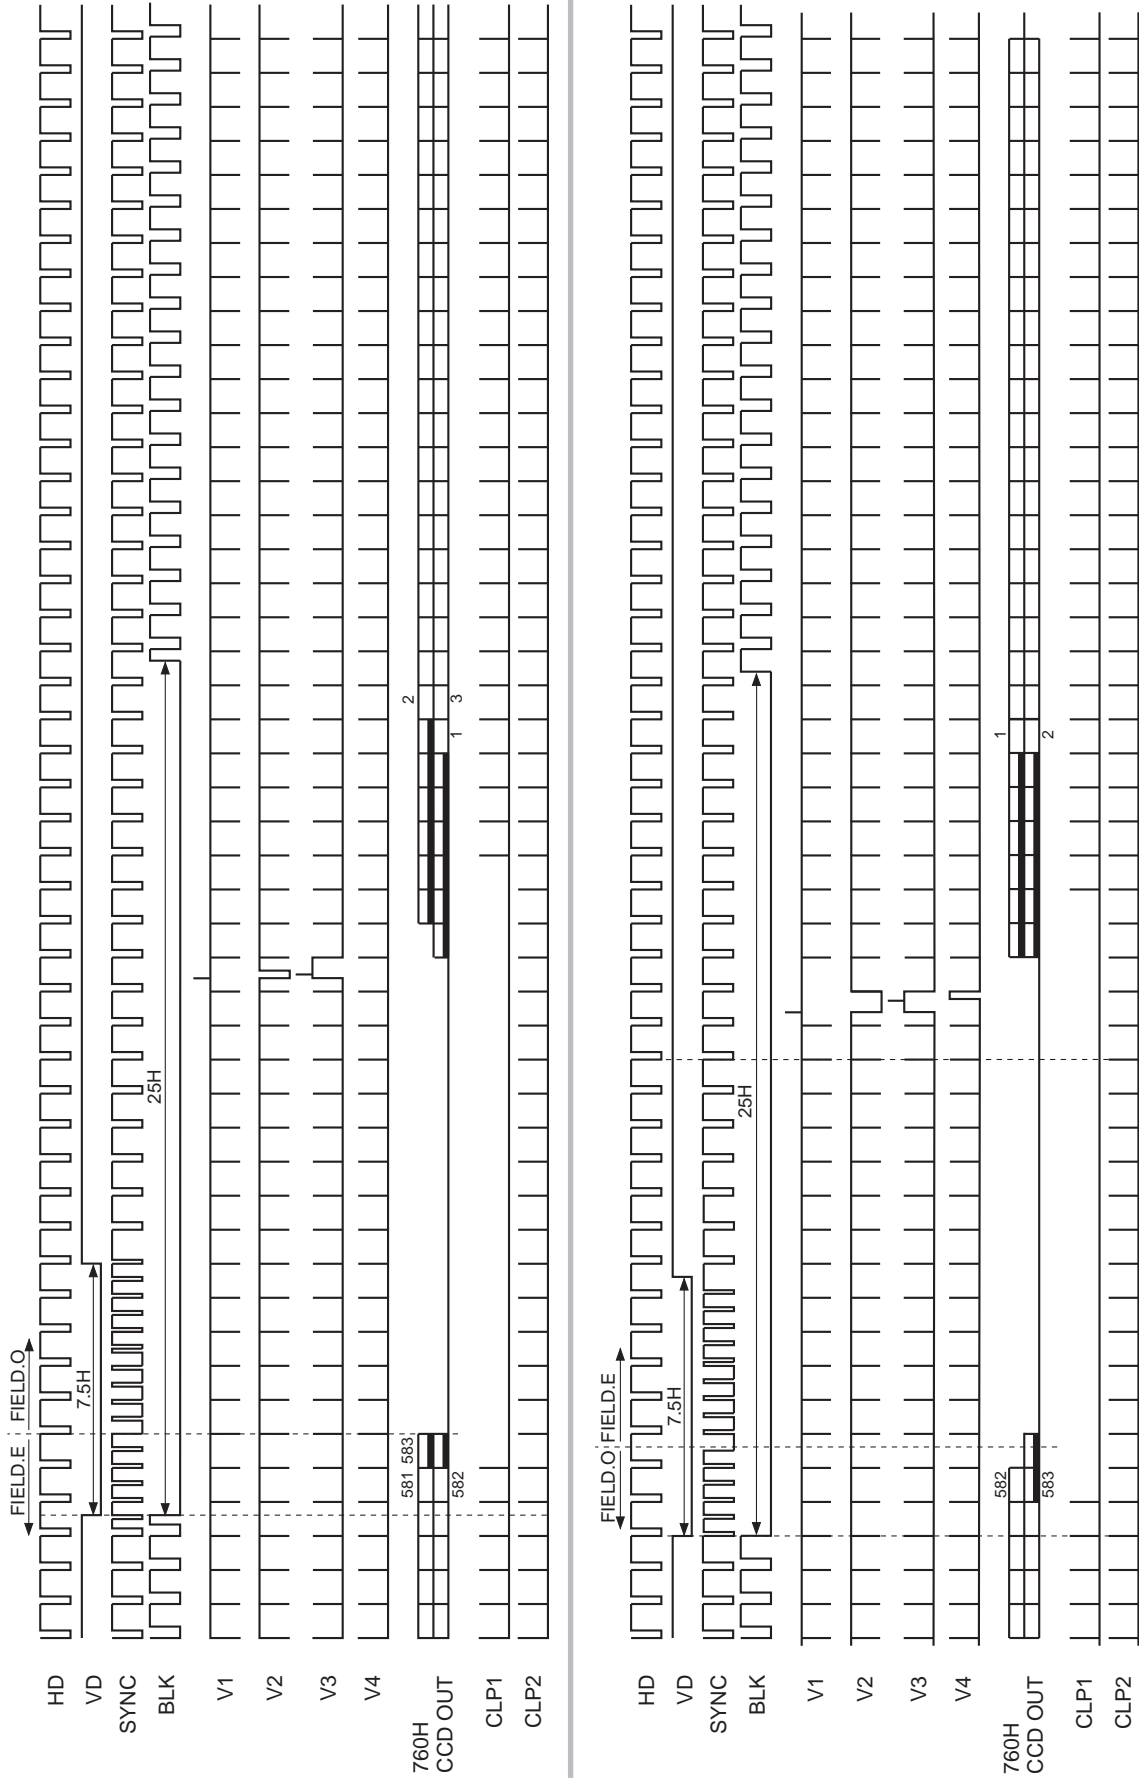 FIELD.E FIELD.O
HD
VD
7.5H
SYNC
BLK
25H
V1
V2
V3
V4
760H
CCD OUT
581 583
582
2
1 3
CLP1
CLP2
FIELD.O FIELD.E
HD
VD
7.5H
SYNC
BLK
25H
V1
V2
V3
V4
760H
CCD OUT
582
583
1
2
CLP1
CLP2